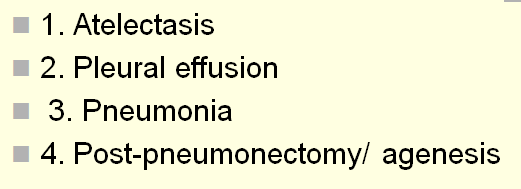 1. Atelectasis
2. Pleural effusion
3. Pneumonia
4. Post-pneumonectomy/ agenesis